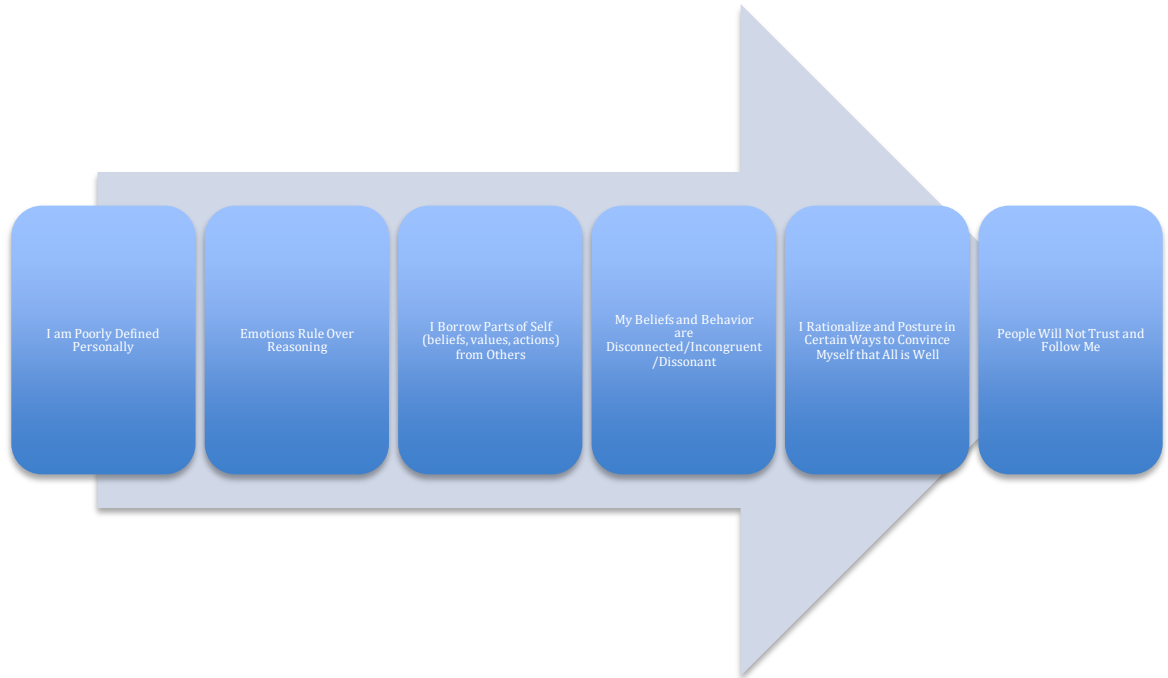 I am Poorly Defined
Personally
Emotions Rule Over
Reasoning
I Borrow Parts of Self
(beliefs, values, actions)
from Others
My Beliefs and Behavior
are
Disconnected/Incongruent
/Dissonant
I Rationalize and Posture in
Certain Ways to Convince
Myself that All is Well
People Will Not Trust and
Follow Me